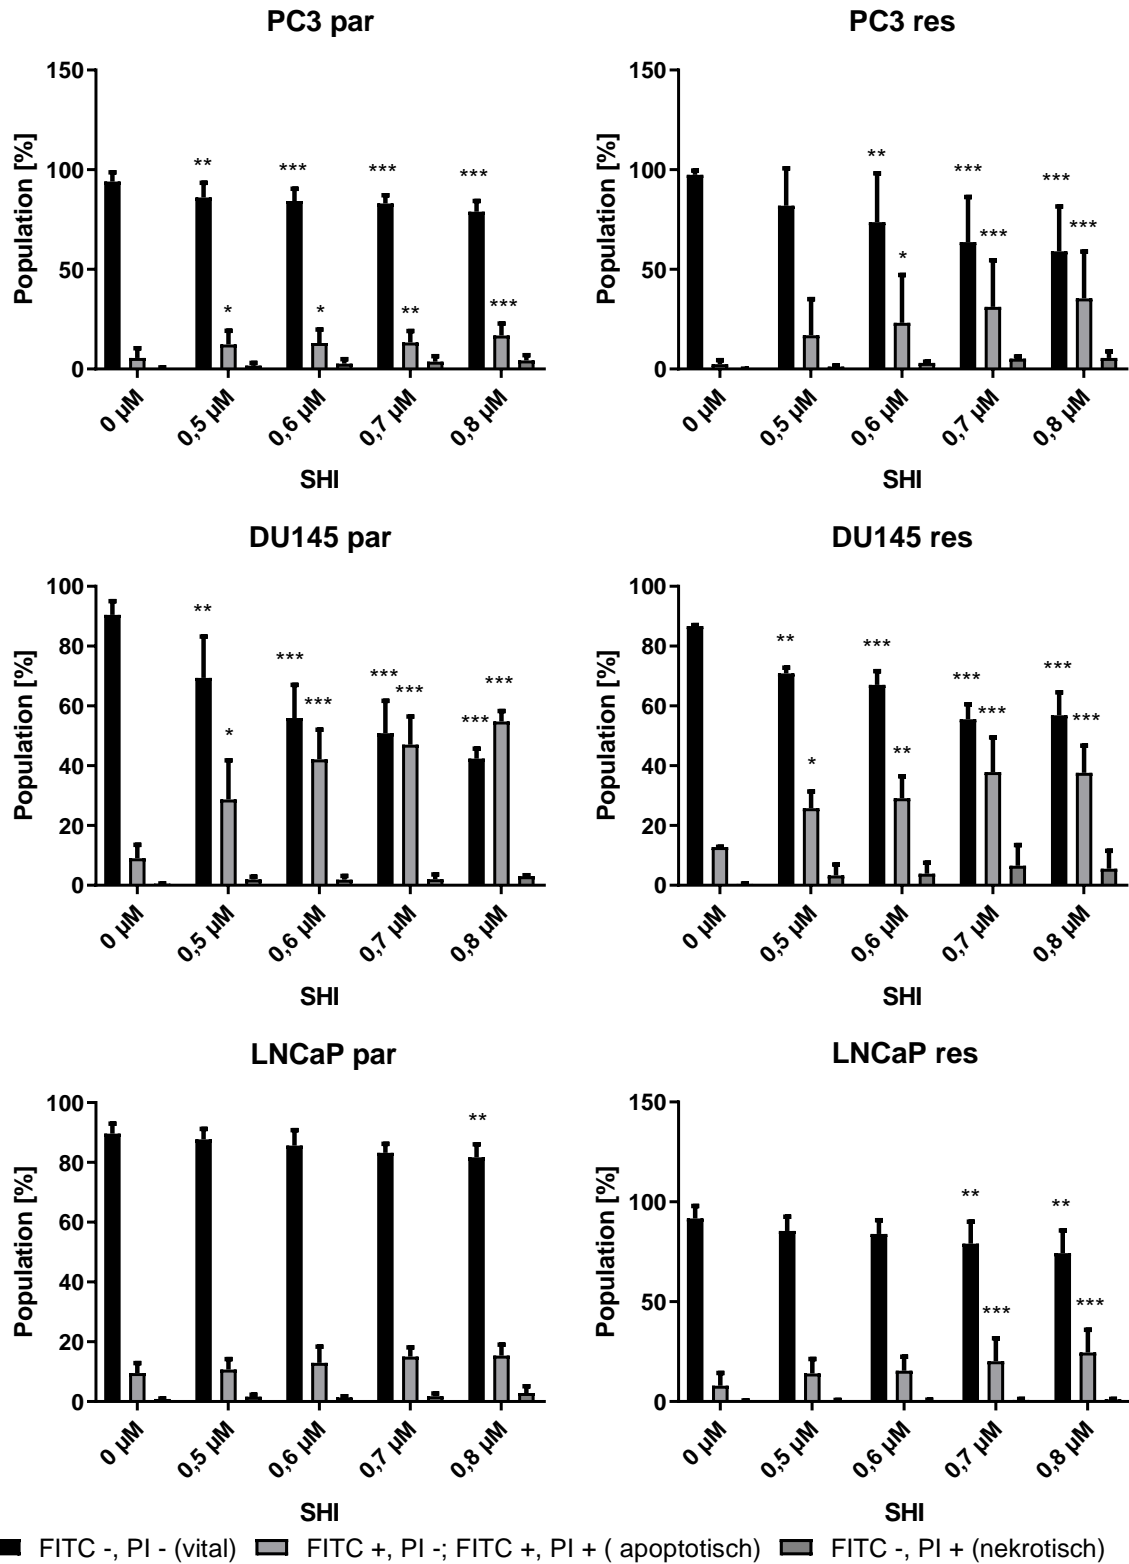 PC3 par
PC3 res
Population [%]
150
100
50
0
** *** *** ***
* * ** ***
0 µM 0,5 µM 0,6 µM 0,7 µM 0,8 µM
SHI
Population [%]
150
100
50
0
** *** ***
* *** ***
0 µM 0,5 µM 0,6 µM 0,7 µM 0,8 µM
SHI
DU145 par
DU145 res
Population [%]
100
80
60
40
20
0
** *** *** ***
* *** *** ***
0 µM 0,5 µM 0,6 µM 0,7 µM 0,8 µM
SHI
Population [%]
100
80
60
40
20
0
** *** *** ***
* ** *** ***
0 µM 0,5 µM 0,6 µM 0,7 µM 0,8 µM
SHI
LNCaP par
LNCaP res
Population [%]
100
80
60
40
20
0
**
0 µM 0,5 µM 0,6 µM 0,7 µM 0,8 µM
SHI
Population [%]
150
100
50
0
** **
*** ***
0 µM 0,5 µM 0,6 µM 0,7 µM 0,8 µM
SHI
FITC -, PI - (vital) FITC +, PI -; FITC +, PI + ( apoptotisch) FITC -, PI + (nekrotisch)